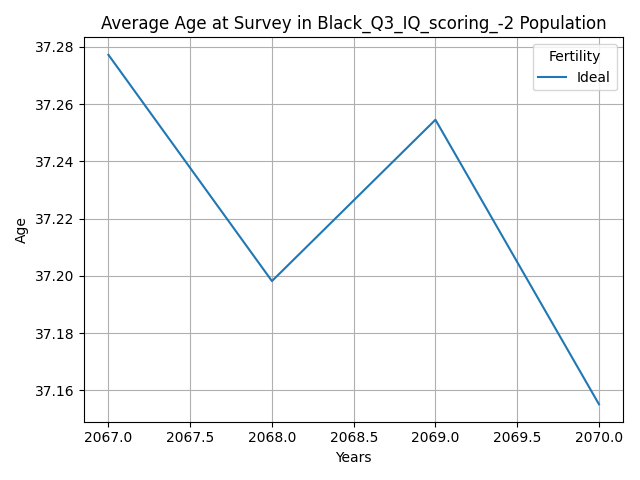 Average Age at Survey in Black_Q3_IQ_scoring_-2 Population
37.28
37.26
37.24
37.22
37.20
37.18
37.16
Age
Fertility
Ideal
2067.0 2067.5 2068.0 2068.5 2069.0 2069.5 2070.0
Years